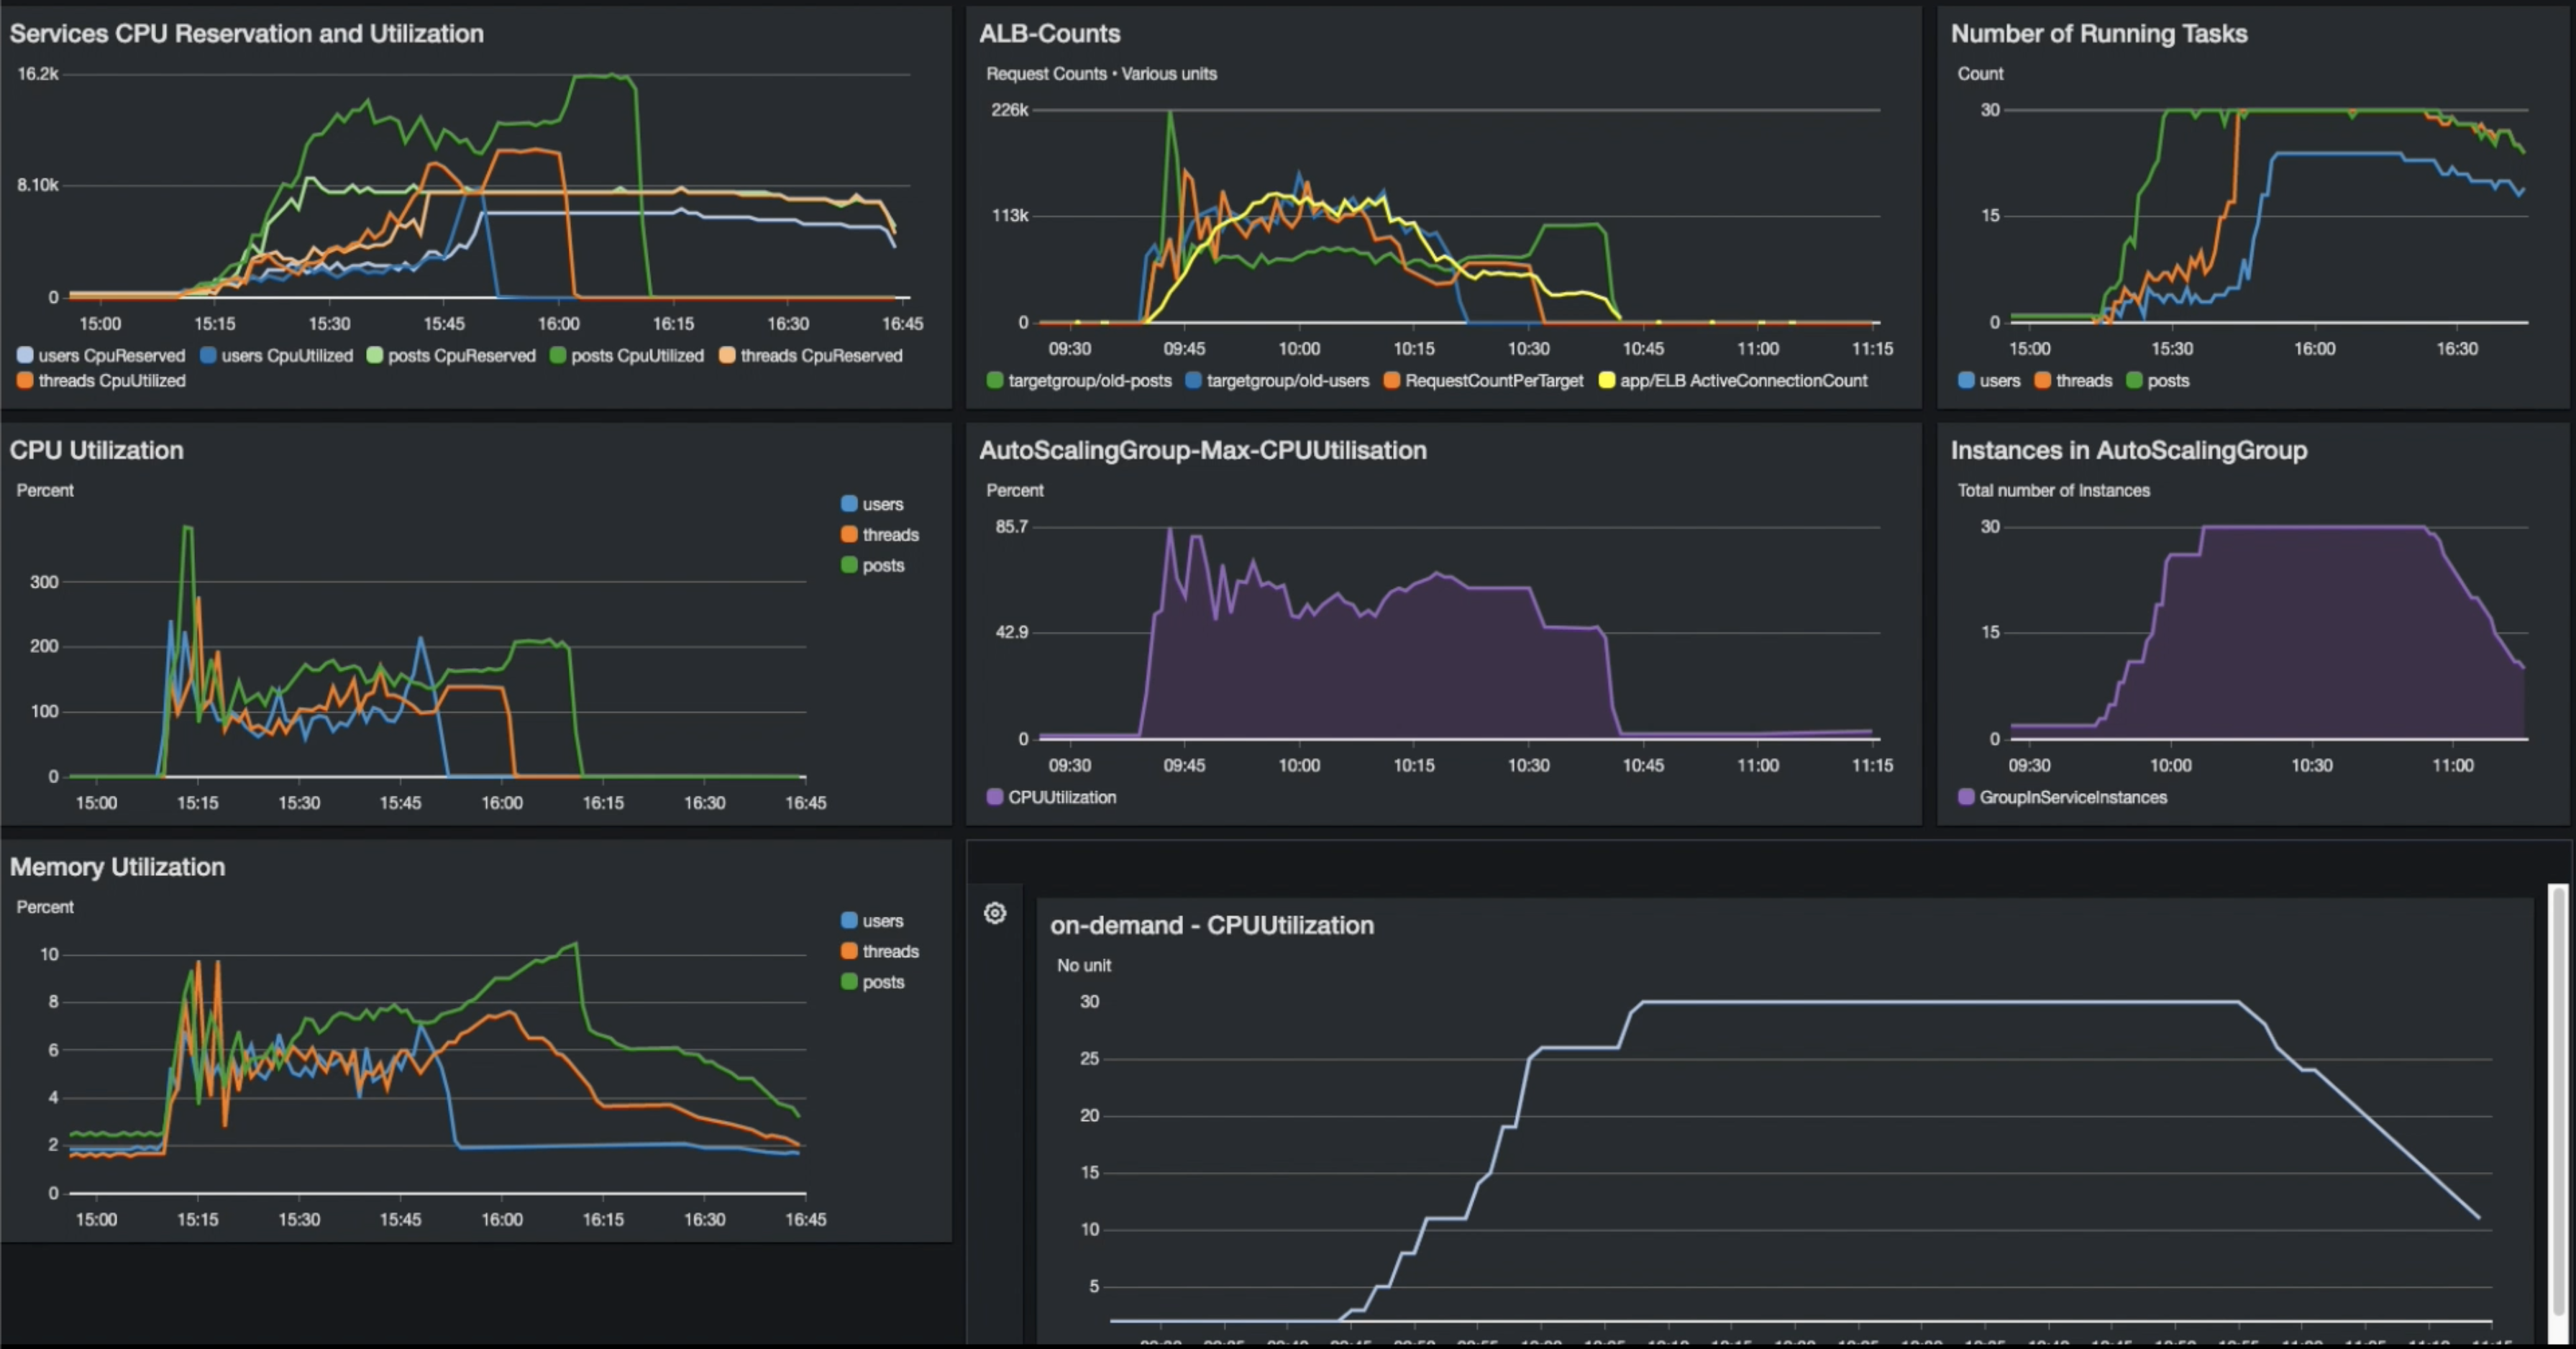 Services CPU Reservation and Utilization
16.2k
8.10k
0
15:00 15:15 15:30 15:45 16:00 16:15 16:30 16:45
users CpuReserved users CpuUtilized posts CpuReserved posts CpuUtilized threads CpuReserved
threads CpuUtilized
ALB-Counts
Request Counts • Various units
226k
113k
0
09:30 09:45 10:00 10:15 10:30 10:45 11:00 11:15
targetgroup/old-posts targetgroup/old-users RequestCountPerTarget app/ELB ActiveConnectionCount
Number of Running Tasks
Count
30
15
0
15:00 15:30 16:00 16:30
users threads posts
CPU Utilization
Percent
users
threads
posts
300
200
100
0
15:00 15:15 15:30 15:45 16:00 16:15 16:30 16:45
AutoScalingGroup-Max-CPUUtilisation
Percent
85.7
42.9
0
09:30 09:45 10:00 10:15 10:30 10:45 11:00 11:15
CPUUtilization
Instances in AutoScalingGroup
Total number of Instances
30
15
0
09:30 10:00 10:30 11:00
GroupInServiceInstances
Memory Utilization
Percent
users
threads
posts
10
8
6
4
2
0
15:00 15:15 15:30 15:45 16:00 16:15 16:30 16:45
on-demand - CPUUtilization
No unit
30
25
20
15
10
5